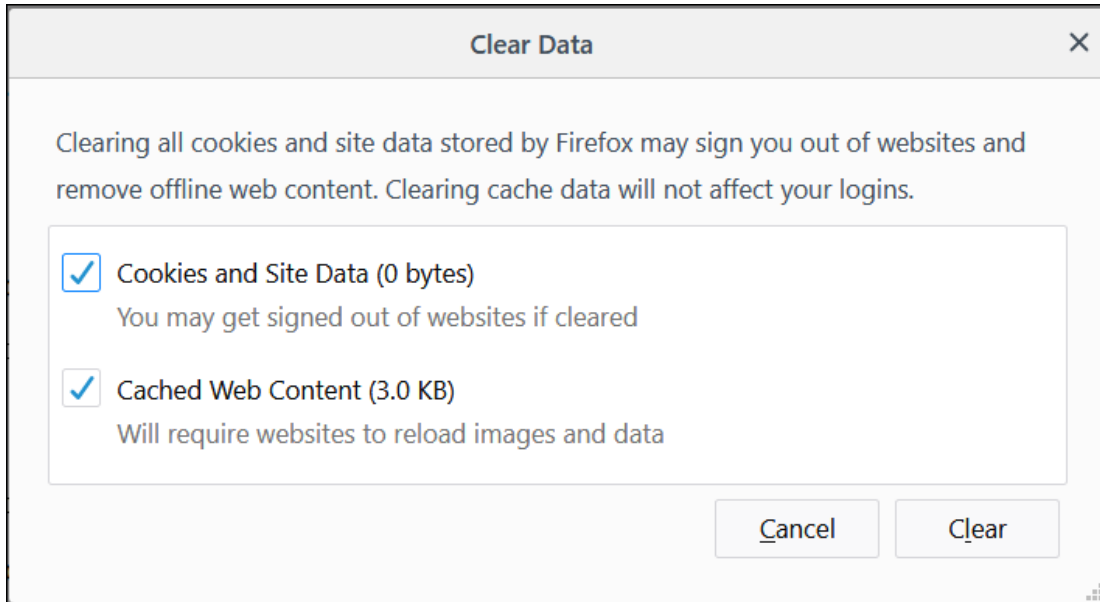 Clear Data
Clearing all cookies and site data stored by Firefox may sign you out of websites and
remove offline web content. Clearing cache data will not affect your logins.
Cookies and Site Data (0 bytes)
You may get signed out of websites if cleared
Cached Web Content (3.0 KB)
Will require websites to reload images and data
Cancel
Clear